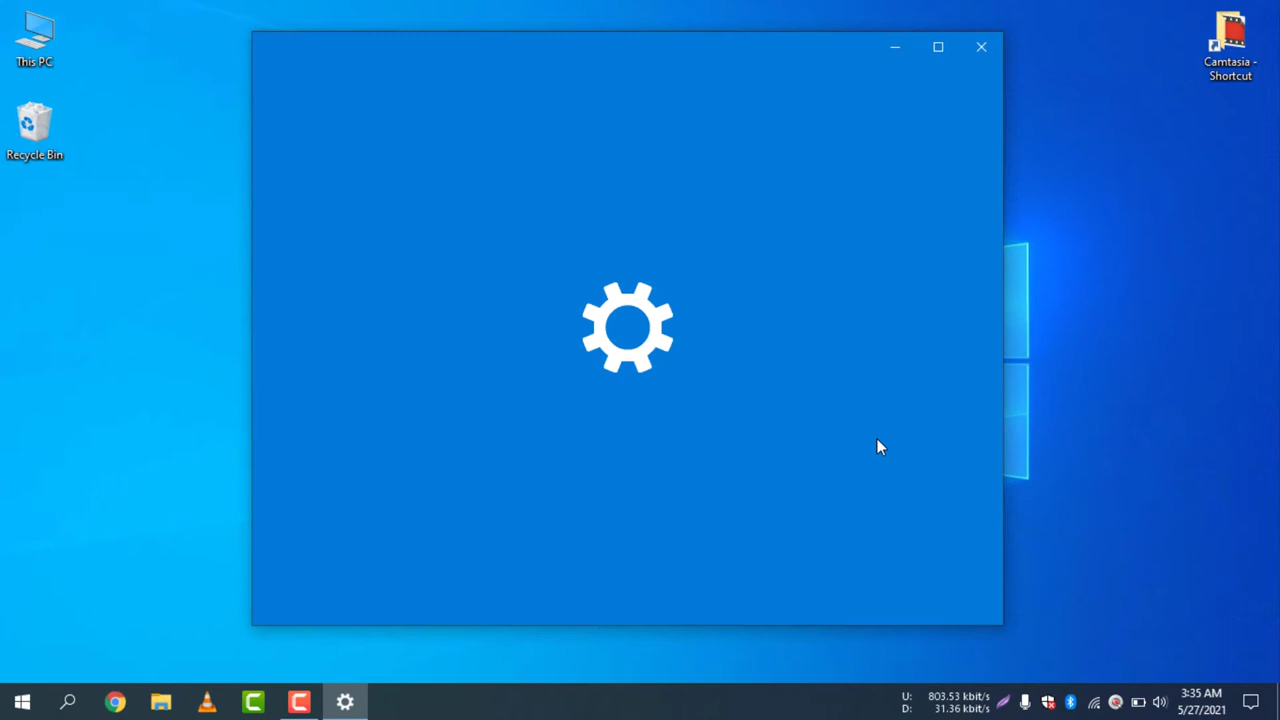 This PC
Recycle Bin
Camtasia -
Shortcut
U: 803.53 kbit/s
D: 31.36 kbit/s
3:35 AM
5/27/2021